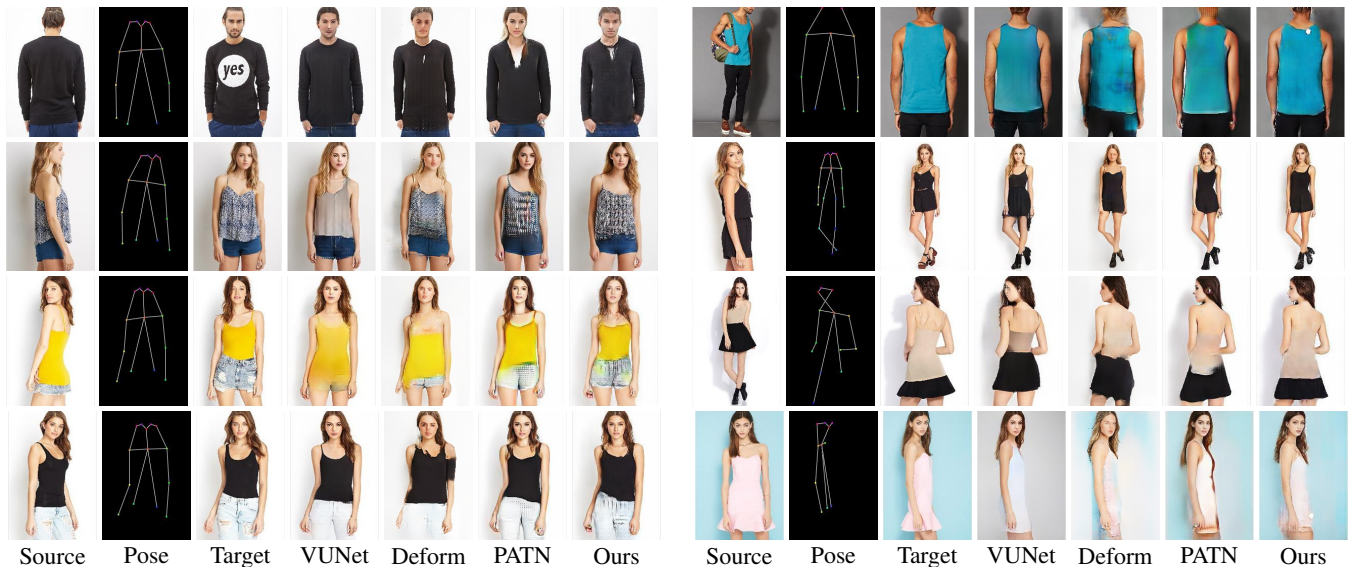 yes
Source Pose Target VUNet Deform PATN Ours Source Pose Target VUNet Deform PATN Ours